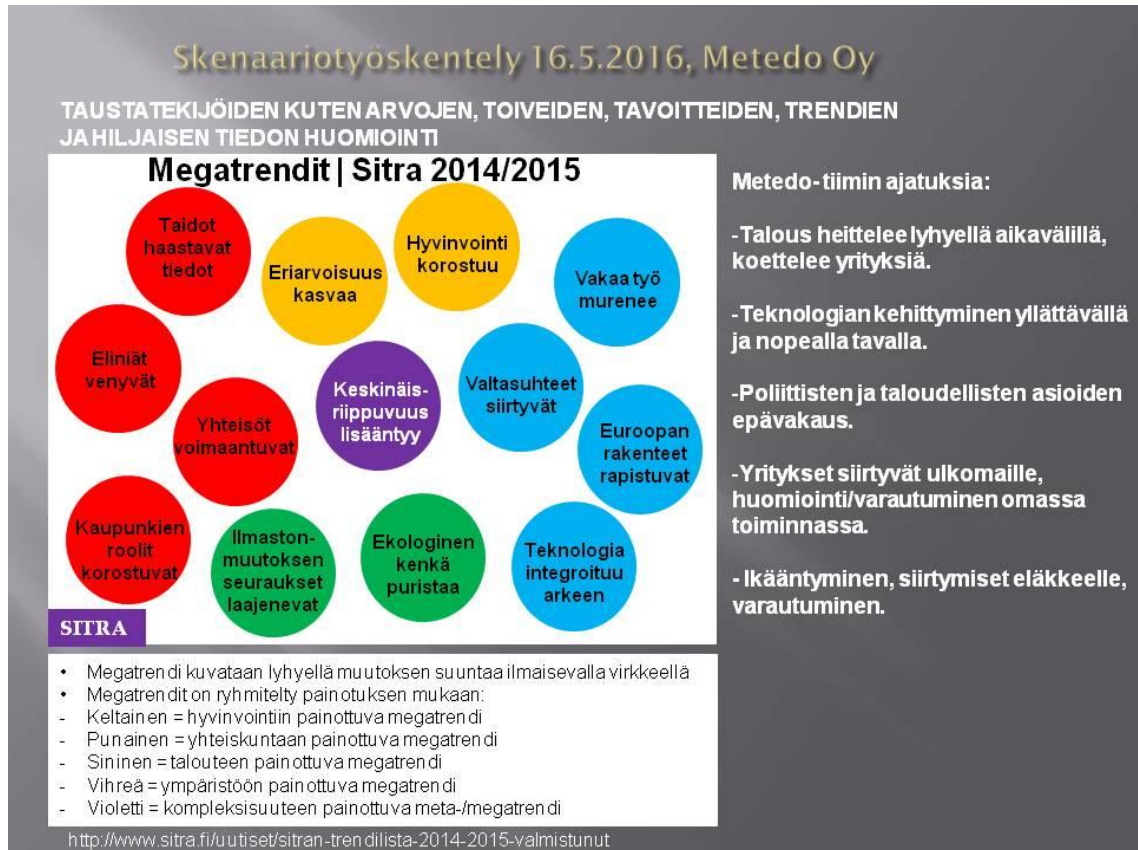 Skenaariotyöskentely 16.5.2016, Metedo Oy
TAUSTATEKIJÖIDEN KUTEN ARVOJEN, TOIVEIDEN, TAVOITTEIDEN, TRENDIEN
JA HILJAISEN TIEDON HUOMIOINTI
Megatrendit | Sitra 2014/2015
Taidot
haastavat
tiedot
Eriarvoisuus
kasvaa
Hyvinvointi
korostuu
Vakaa työ
murenee
Eliniät
venyvät
Yhteisöt
voimaantuvat
Keskinäis-
riippuvuus
lisääntyy
Valtasuhteet
siirtyvät
Euroopan
rakenteet
rapistuvat
Kaupunkien
roolit
korostuvat
Ilmaston-
muutoksen
seuraukset
laajenevat
Ekologinen
kenkä
puristaa
Teknologia
integroituu
arkeen
SITRA
Metedo-tiimin ajatuksia:
-Talous heittelee lyhyellä aikavälillä,
koettelee yrityksiä.
-Teknologian kehittyminen yllättävällä
ja nopealla tavalla.
-Poliittisten ja taloudellisten asioiden
epävakaus.
-Yritykset siirtyvät ulkomaille,
huomiointi/varautuminen omassa
toiminnassa.
- Ikääntyminen, siirtymiset eläkkeelle,
varautuminen.
• Megatrendi kuvataan lyhyellä muutoksen suuntaa ilmaisevalla virkkeellä
• Megatrendit on ryhmitelty painotuksen mukaan:
- Keltainen = hyvinvointiin painottuva megatrendi
- Punainen = yhteiskuntaan painottuva megatrendi
- Sininen = talouteen painottuva megatrendi
- Vihreä = ympäristöön painottuva megatrendi
- Violetti = kompleksisuuteen painottuva meta-/megatrendi
http://www.sitra.fi/uutiset/sitran-trendilista-2014-2015-valmistunut